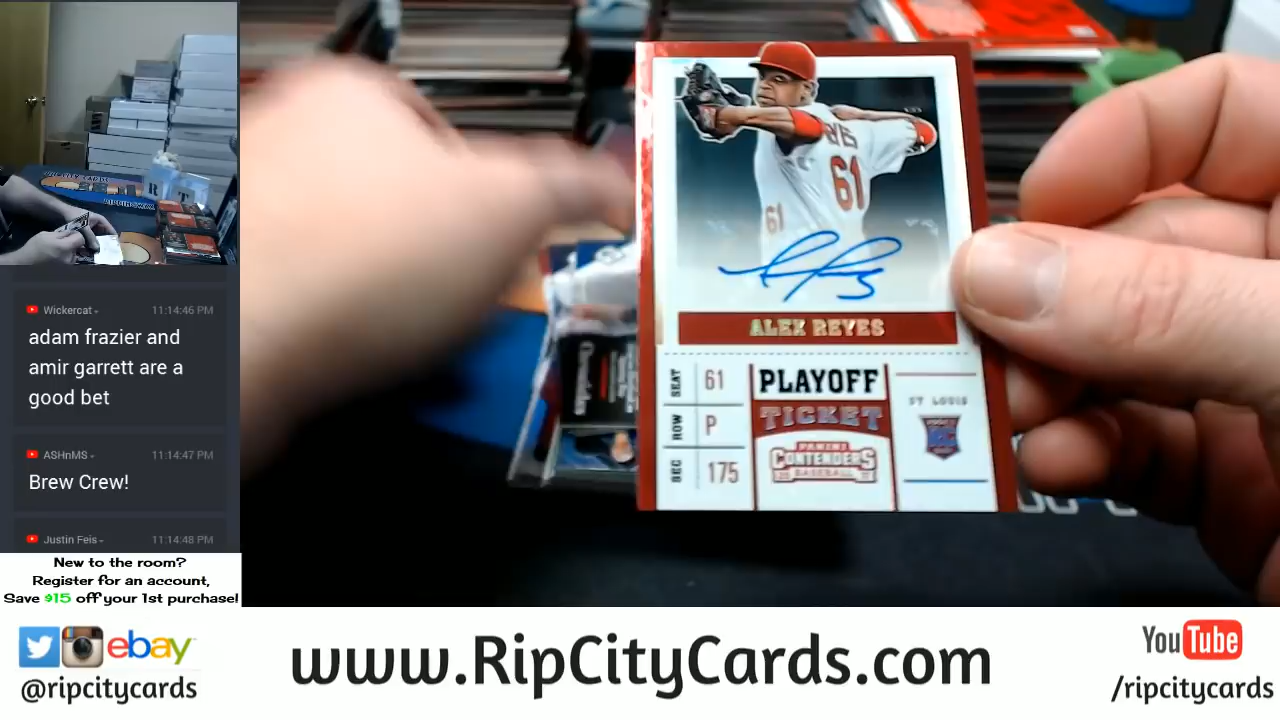 Wickercat
11:14:46 PM
adam frazier and
amir garrett are a
good bet
ASHnMS
11:14:47 PM
Brew Crew!
Justin Feis
11:14:48 PM
New to the room?
Register for an account,
Save $15 off your 1st purchase!
61
61
ALEX REYES
SEAT 61
ROW P
SEC 175
PLAYOFF
TICKET
PANINI
CONTENDERS
BASEBALL
ST LOUIS
ebay
@ripcitycards
www.RipCityCards.com
YouTube
/ripcitycards